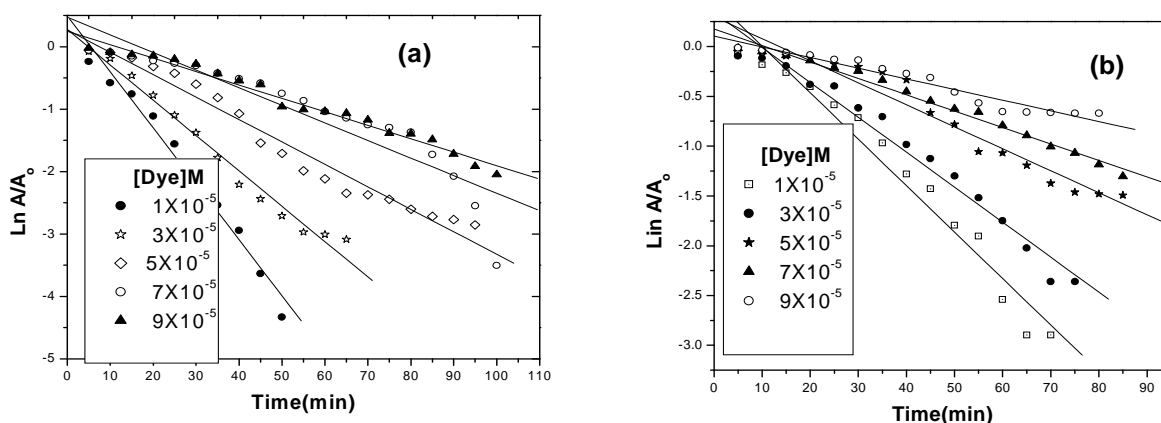 (a)
0
-1
-2
-3
-4
-5
Ln A/Aₒ
[Dye]M
1X10⁻⁵
3X10⁻⁵
5X10⁻⁵
7X10⁻⁵
9X10⁻⁵
0 10 20 30 40 50 60 70 80 90 100 110
Time(min)
(b)
0.0
-0.5
-1.0
-1.5
-2.0
-2.5
-3.0
Lin A/Aₒ
[Dye]M
1X10⁻⁵
3X10⁻⁵
5X10⁻⁵
7X10⁻⁵
9X10⁻⁵
0 10 20 30 40 50 60 70 80 90
Time(min)